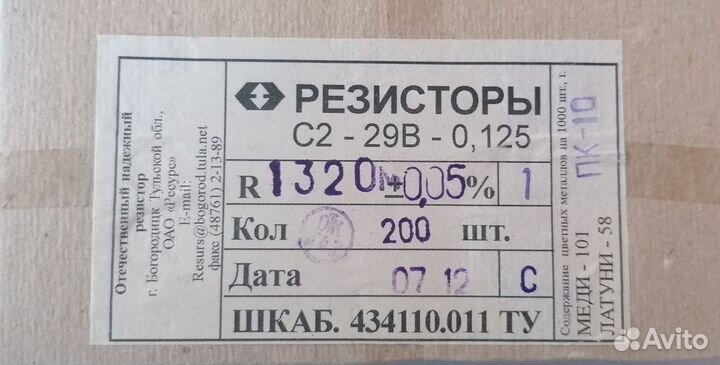 Отечественный надежный
резистор
г. Богородицк Тульской обл.,
ОАО «Ресурс»
E-mail:
Resurs@bogorod.tula.net
факс (48761) 2-13-89
РЕЗИСТОРЫ
С2 - 29В - 0,125
R 1320 ±0,05% 1
Кол 200 шт.
Дата 07 12 С
ШКАБ. 434110.011 ТУ
Содержание цветных металлов на 1000 шт., г.
МЕДИ - 101
ЛАТУНИ - 58
ПК-10
Avito